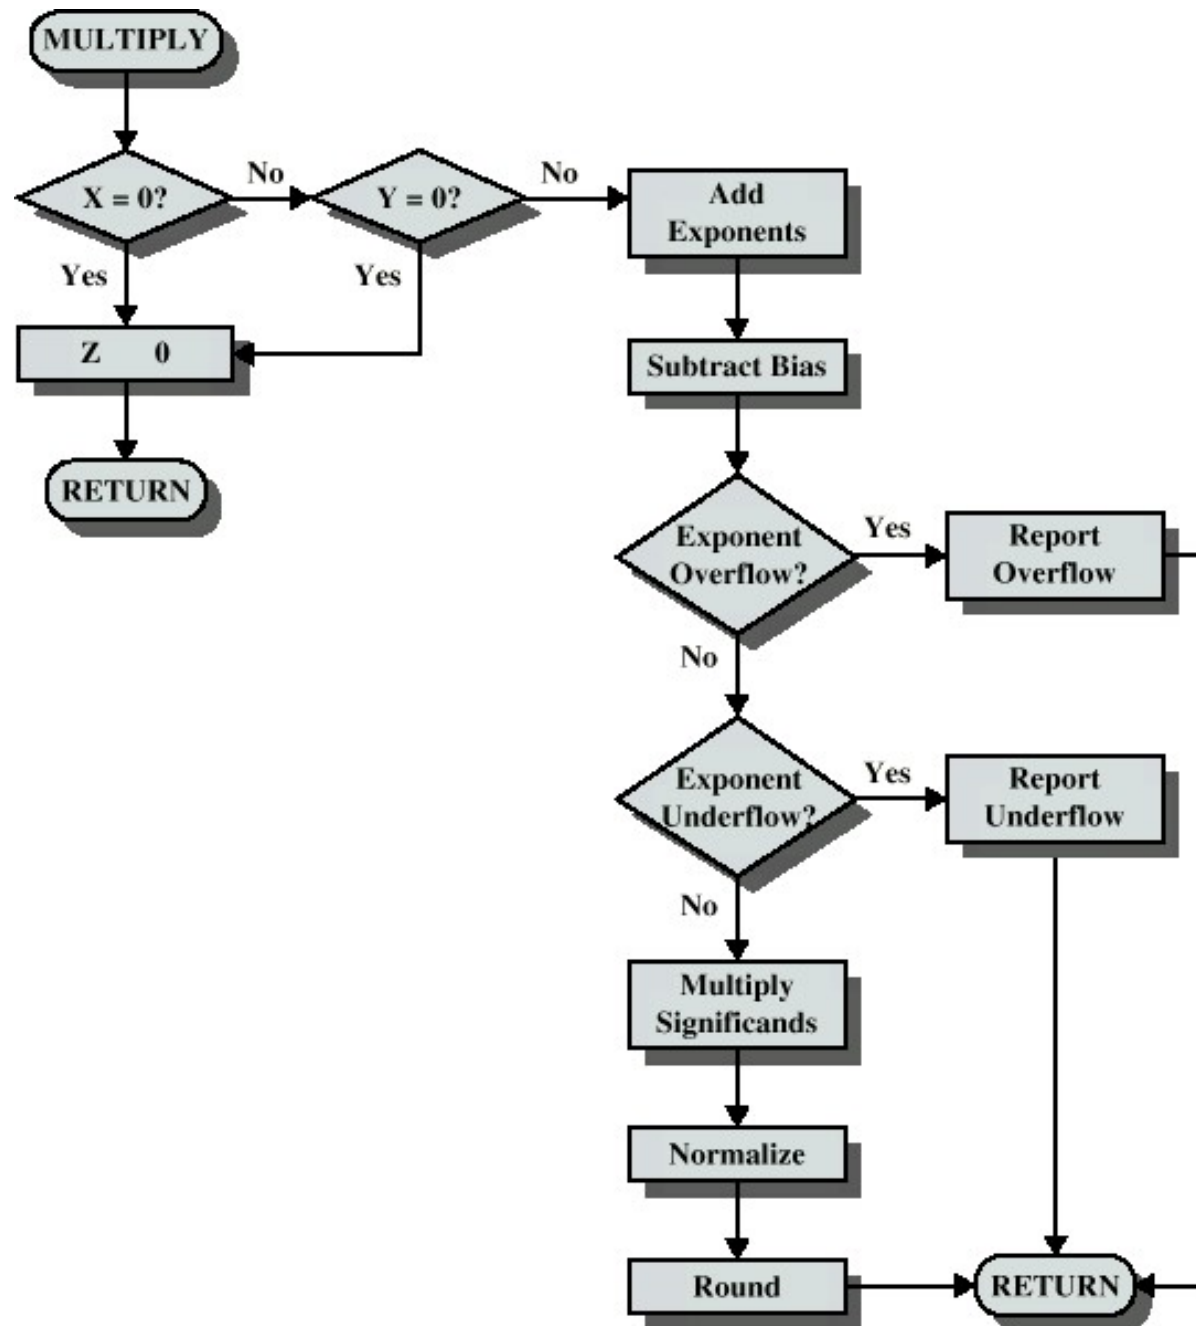 MULTIPLY
X = 0?
No
Y = 0?
No
Add
Exponents
Yes
Yes
Z 0
RETURN
Subtract Bias
Exponent
Overflow?
Yes
Report
Overflow
No
Exponent
Underflow?
Yes
Report
Underflow
No
Multiply
Significands
Normalize
Round
RETURN